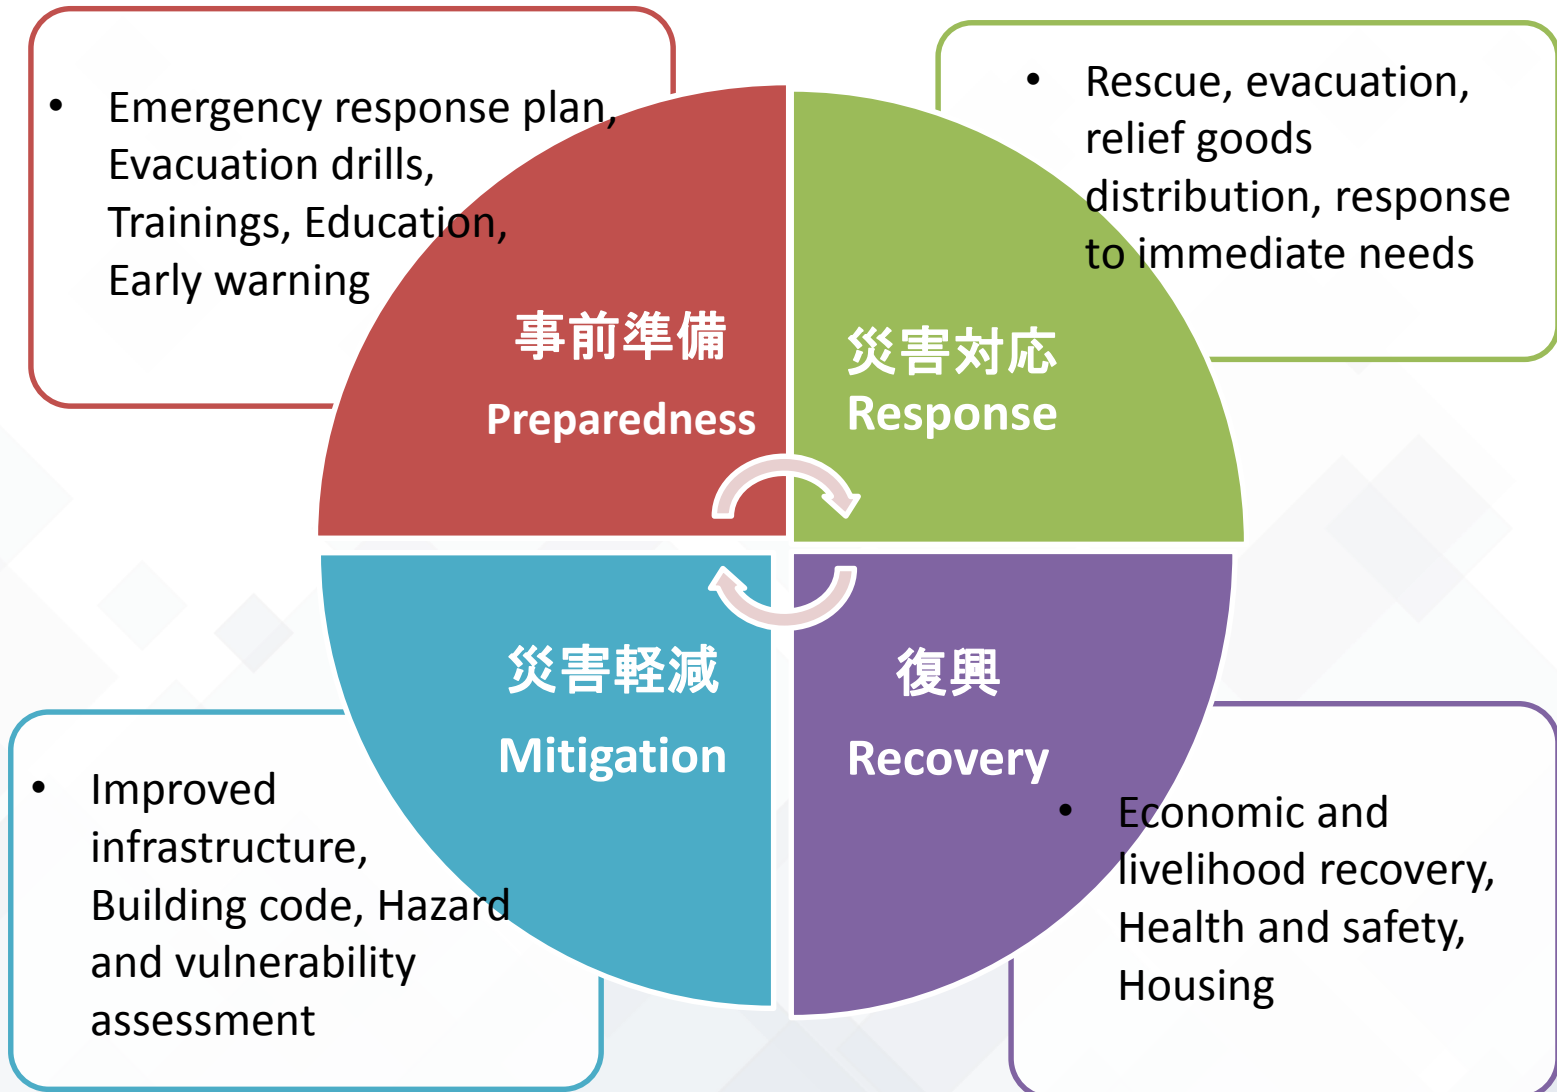 • Emergency response plan,
Evacuation drills,
Trainings, Education,
Early warning
事前準備
Preparedness
• Rescue, evacuation,
relief goods
distribution, response
to immediate needs
災害対応
Response
災害軽減
Mitigation
• Improved
infrastructure,
Building code, Hazard
and vulnerability
assessment
復興
Recovery
• Economic and
livelihood recovery,
Health and safety,
Housing